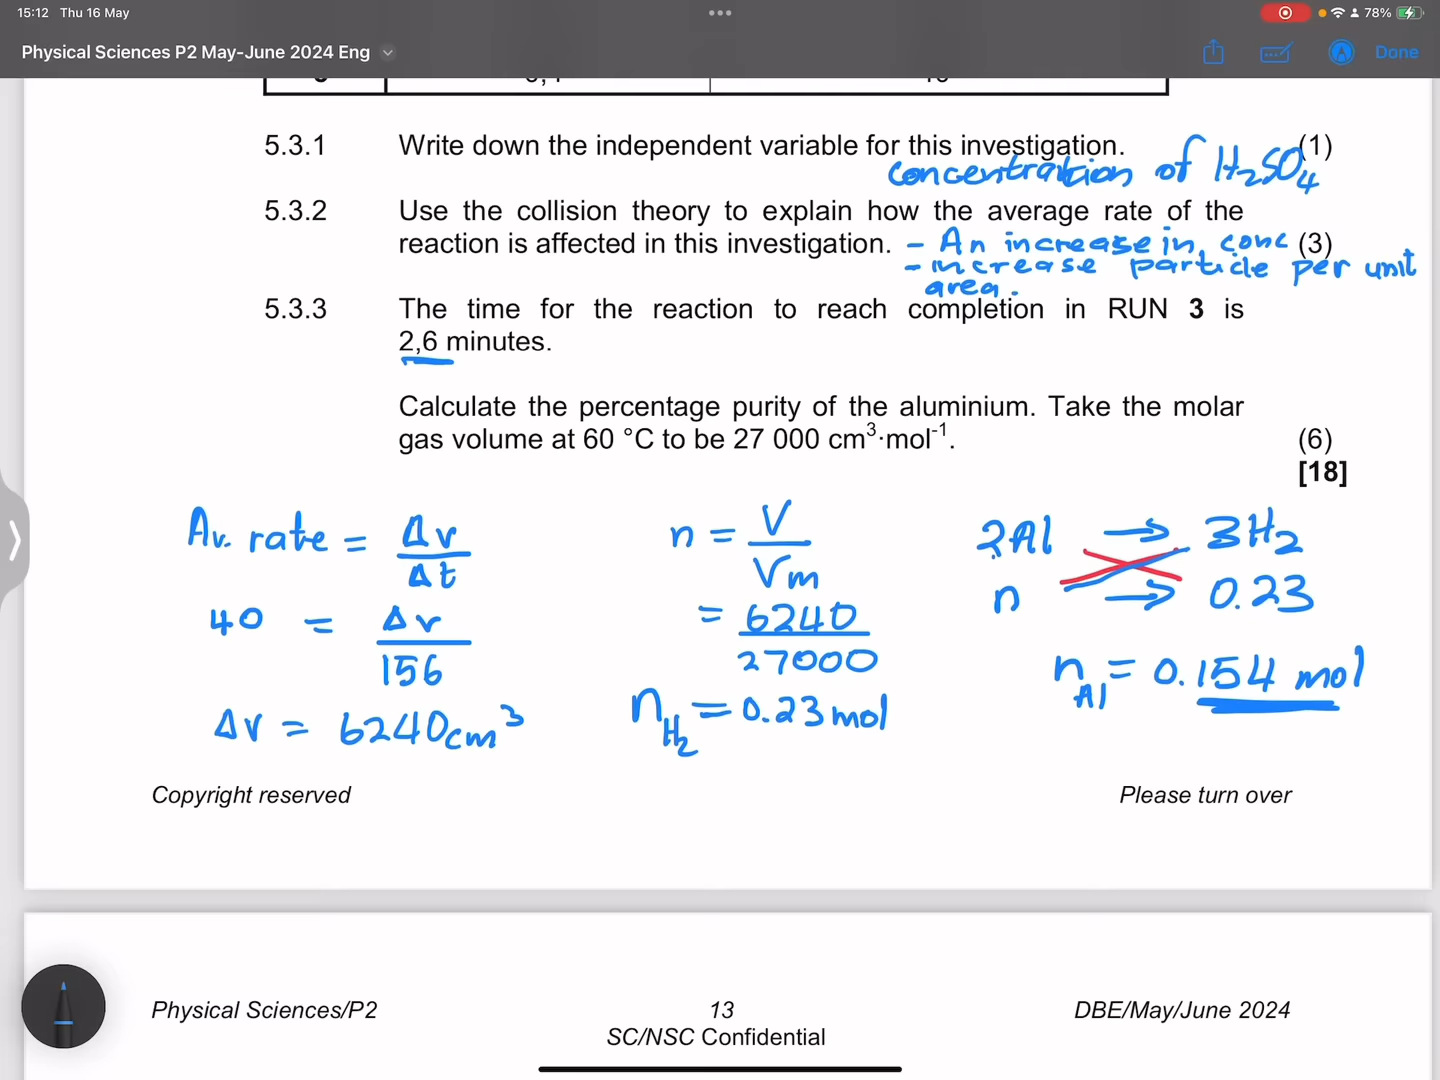 15:12 Thu 16 May
78%
Physical Sciences P2 May-June 2024 Eng
Done
5.3.1 Write down the independent variable for this investigation. (1)
concentration of H₂SO₄
5.3.2 Use the collision theory to explain how the average rate of the
reaction is affected in this investigation. (3)
- An increase in conc
- increase particle per unit
area.
5.3.3 The time for the reaction to reach completion in RUN 3 is
2,6 minutes.
Calculate the percentage purity of the aluminium. Take the molar
gas volume at 60 °C to be 27 000 cm³·mol⁻¹. (6)
[18]
Av. rate = Δv / Δt
40 = Δv / 156
Δv = 6240cm³
n = V / Vm
= 6240 / 27000
n H₂ = 0.23 mol
2Al → 3H₂
n → 0.23
n Al = 0.154 mol
Copyright reserved Please turn over
Physical Sciences/P2 13 DBE/May/June 2024
SC/NSC Confidential